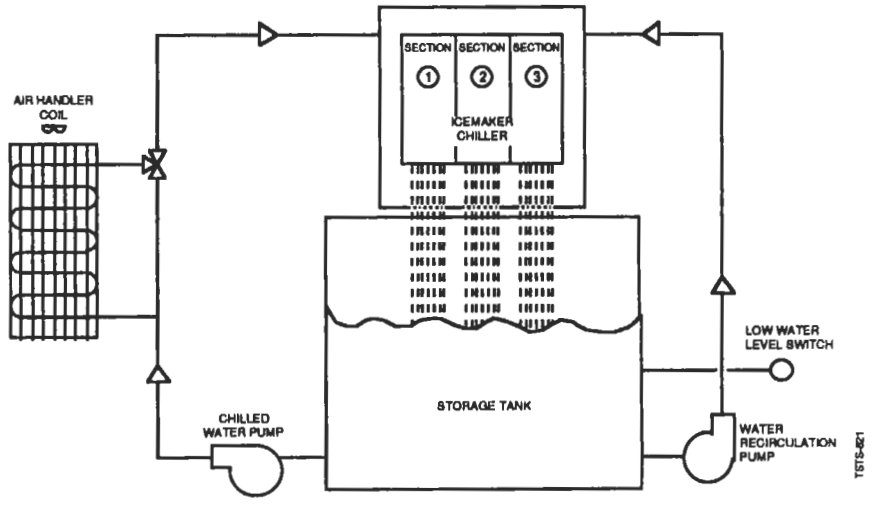 SECTION SECTION SECTION
1 2 3
ICEMAKER
CHILLER
AIR HANDLER
COIL
STORAGE TANK
LOW WATER
LEVEL SWITCH
CHILLED
WATER PUMP
WATER
RECIRCULATION
PUMP
TSTS-621